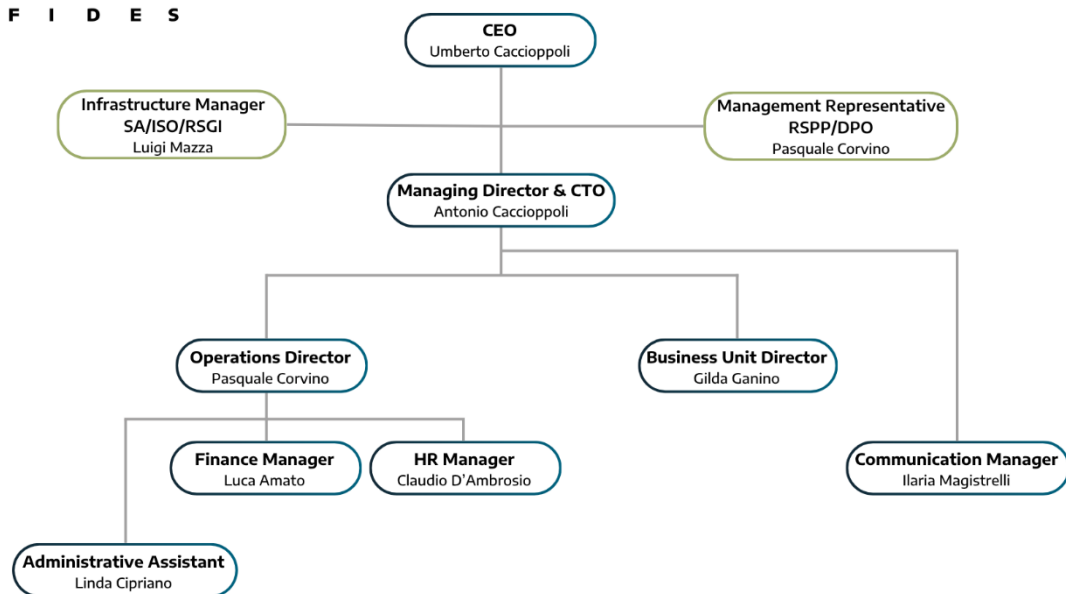 F I D E S
CEO
Umberto Caccioppoli
Infrastructure Manager
SA/ISO/RSGI
Luigi Mazza
Management Representative
RSPP/DPO
Pasquale Corvino
Managing Director & CTO
Antonio Caccioppoli
Operations Director
Pasquale Corvino
Business Unit Director
Gilda Ganino
Finance Manager
Luca Amato
HR Manager
Claudio D’Ambrosio
Communication Manager
Ilaria Magistrelli
Administrative Assistant
Linda Cipriano